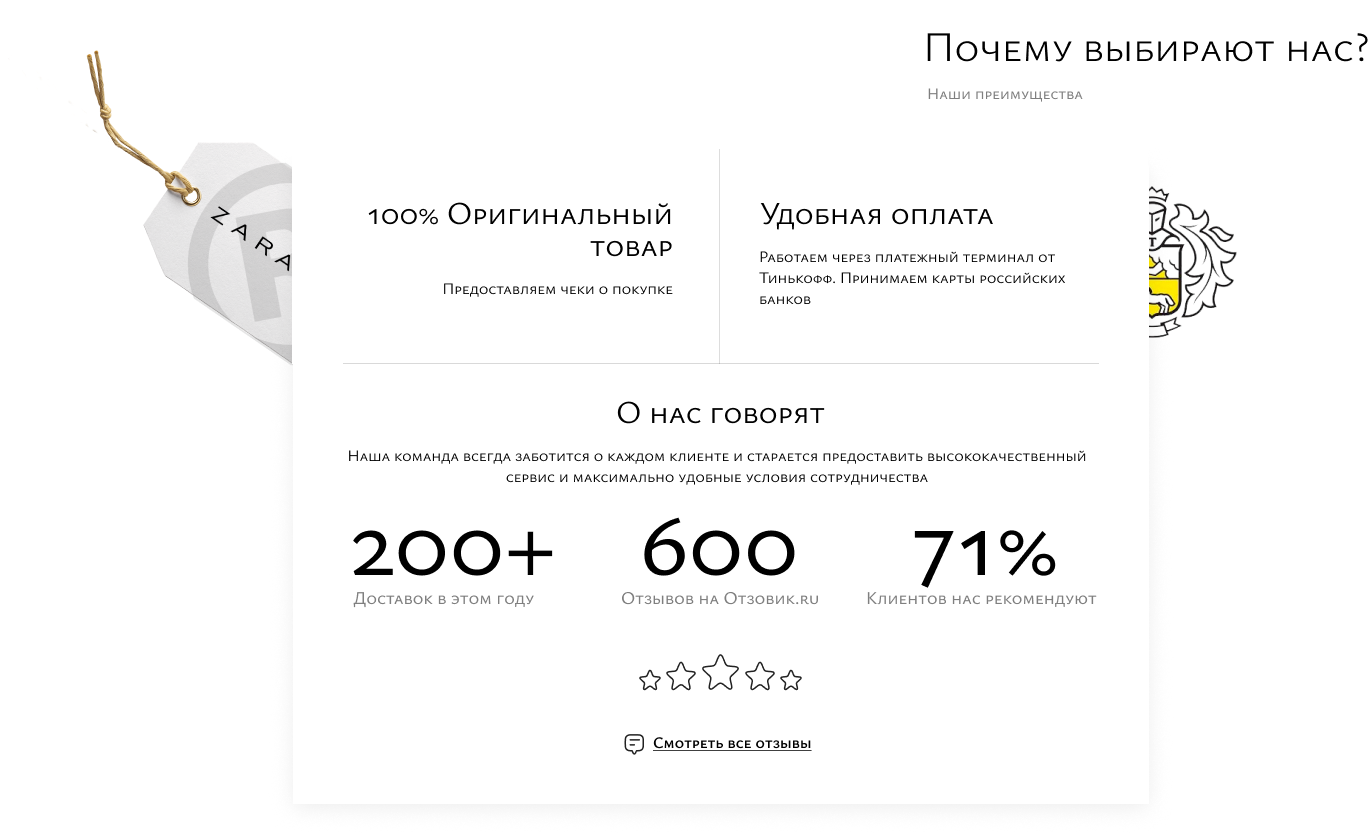 Почему выбирают нас?
Наши преимущества
ZARA
100% Оригинальный
товар
Предоставляем чеки о покупке
Удобная оплата
Работаем через платежный терминал от
Тинькофф. Принимаем карты российских
банков
О нас говорят
Наша команда всегда заботится о каждом клиенте и старается предоставить высококачественный
сервис и максимально удобные условия сотрудничества
200+
Доставок в этом году
600
Отзывов на Отзовик.ru
71%
Клиентов нас рекомендуют
Смотреть все отзывы